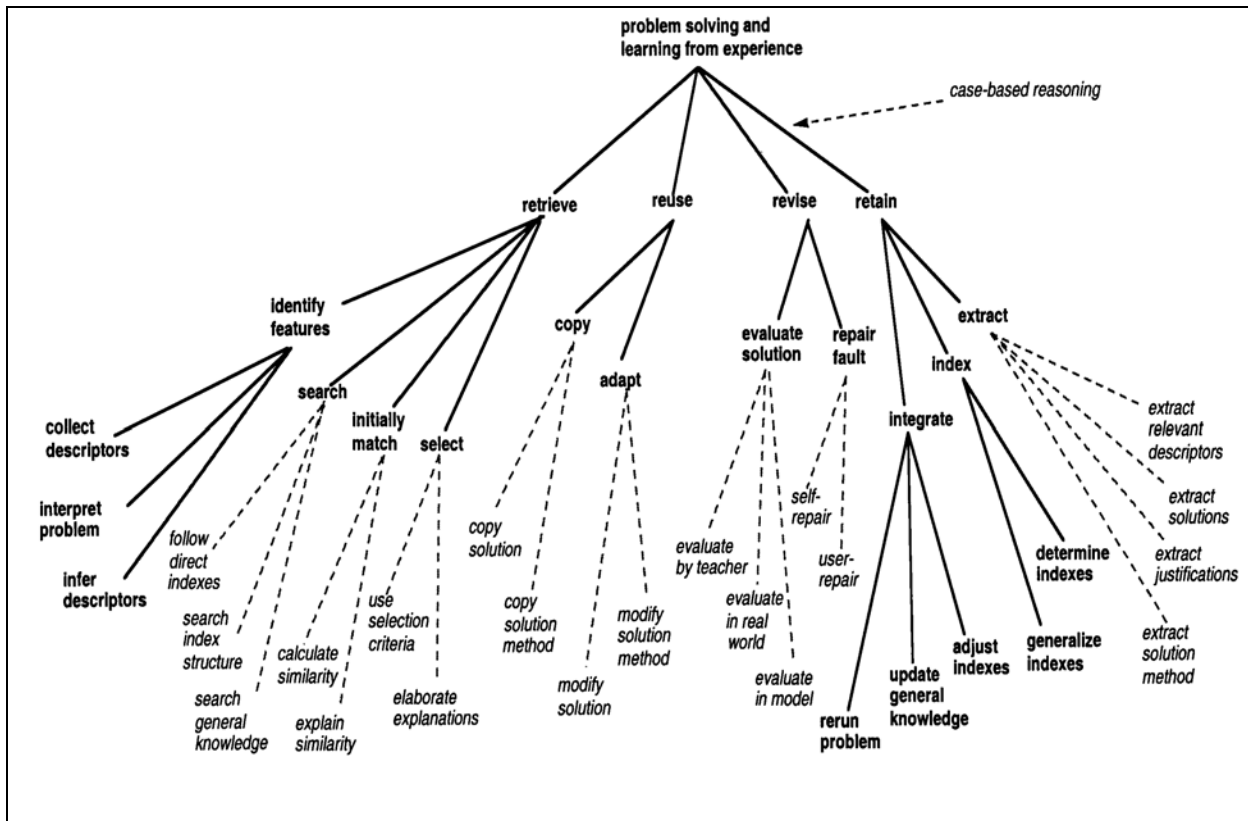 problem solving and
learning from experience
case-based reasoning
retrieve
reuse
revise
retain
identify
features
copy
evaluate
solution
repair
fault
extract
search
adapt
index
initially
match
select
integrate
collect
descriptors
interpret
problem
infer
descriptors
follow
direct
indexes
search
index
structure
search
general
knowledge
calculate
similarity
explain
similarity
use
selection
criteria
elaborate
explanations
copy
solution
copy
solution
method
modify
solution
modify
solution
method
evaluate
by teacher
evaluate
in real
world
evaluate
in model
self-
repair
user-
repair
rerun
problem
update
general
knowledge
adjust
indexes
generalize
indexes
determine
indexes
extract
relevant
descriptors
extract
solutions
extract
justifications
extract
solution
method